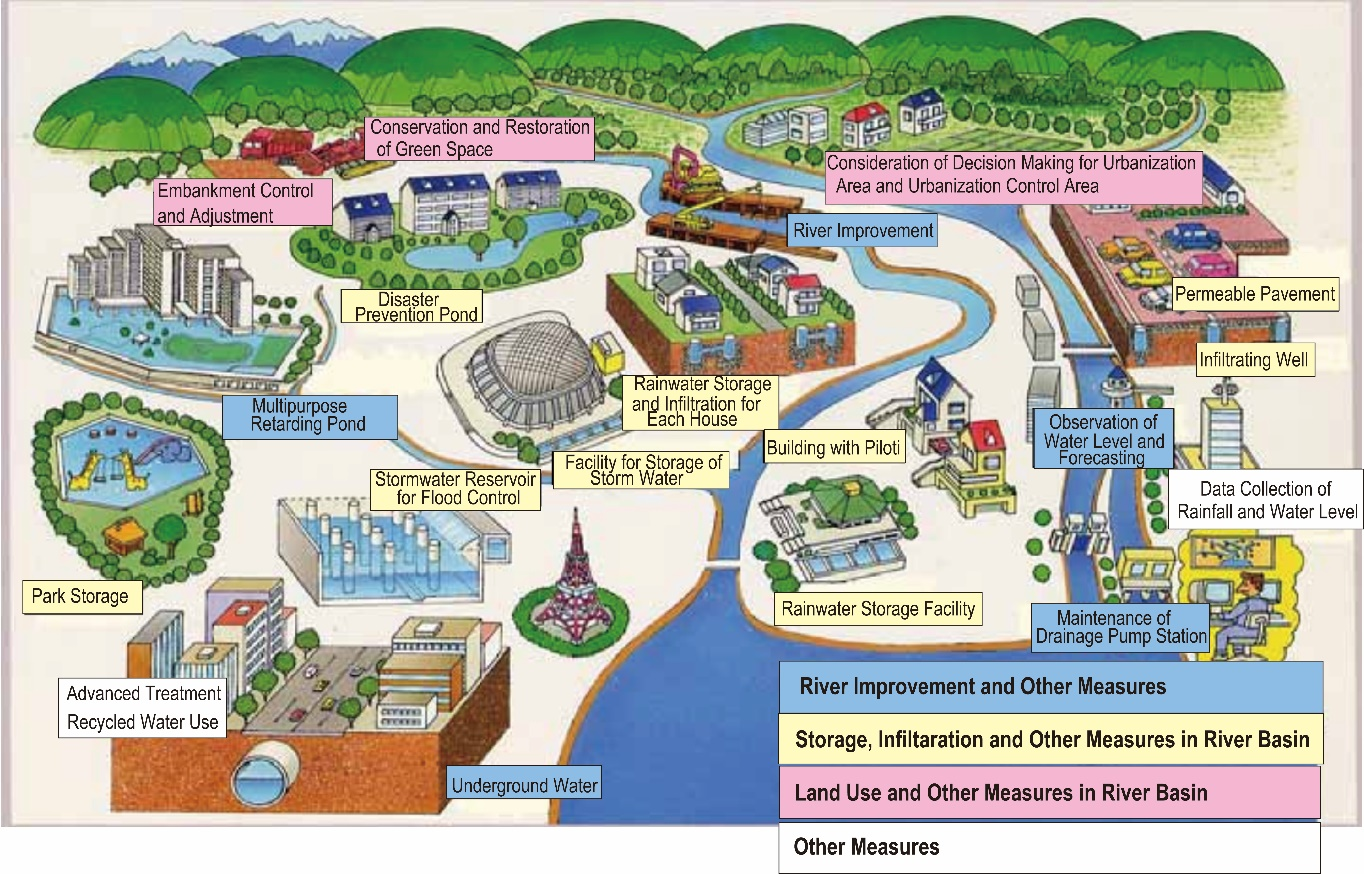 Conservation and Restoration
of Green Space
Consideration of Decision Making for Urbanization
Area and Urbanization Control Area
Embankment Control
and Adjustment
River Improvement
Disaster
Prevention Pond
Permeable Pavement
Infiltrating Well
Rainwater Storage
and Infiltration for
Each House
Multipurpose
Retarding Pond
Observation of
Water Level and
Forecasting
Building with Piloti
Facility for Storage of
Storm Water
Stormwater Reservoir
for Flood Control
Data Collection of
Rainfall and Water Level
Park Storage
Rainwater Storage Facility
Maintenance of
Drainage Pump Station
Advanced Treatment
Recycled Water Use
Underground Water
River Improvement and Other Measures
Storage, Infiltaration and Other Measures in River Basin
Land Use and Other Measures in River Basin
Other Measures